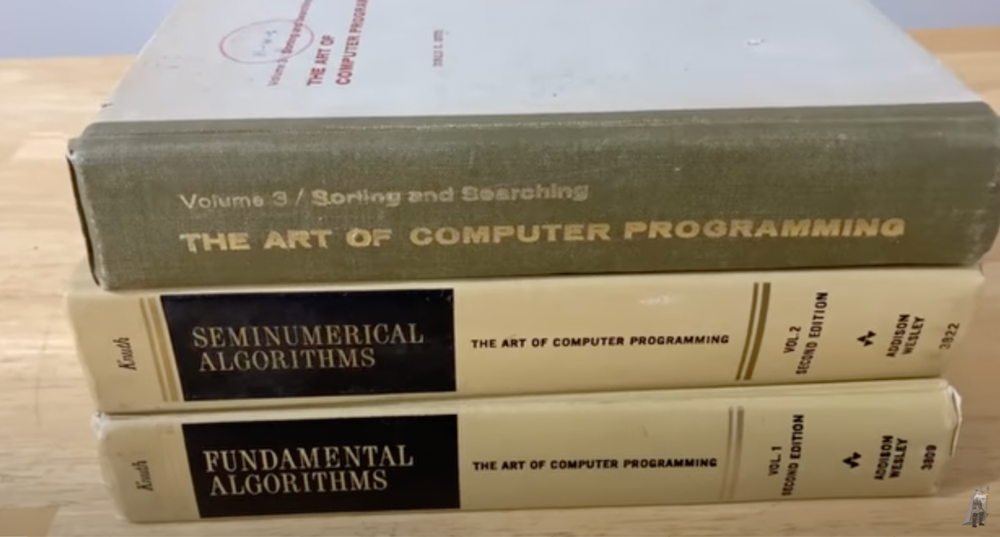 Volume 3 / Sorting and Searching
THE ART OF
COMPUTER PROGRAM
Volume 3 / Sorting and Searching
THE ART OF COMPUTER PROGRAMMING
Knuth
SEMINUMERICAL
ALGORITHMS
THE ART OF COMPUTER PROGRAMMING
VOL. 2
SECOND EDITION
ADDISON
WESLEY
3822
Knuth
FUNDAMENTAL
ALGORITHMS
THE ART OF COMPUTER PROGRAMMING
VOL. 1
SECOND EDITION
ADDISON
WESLEY
3809